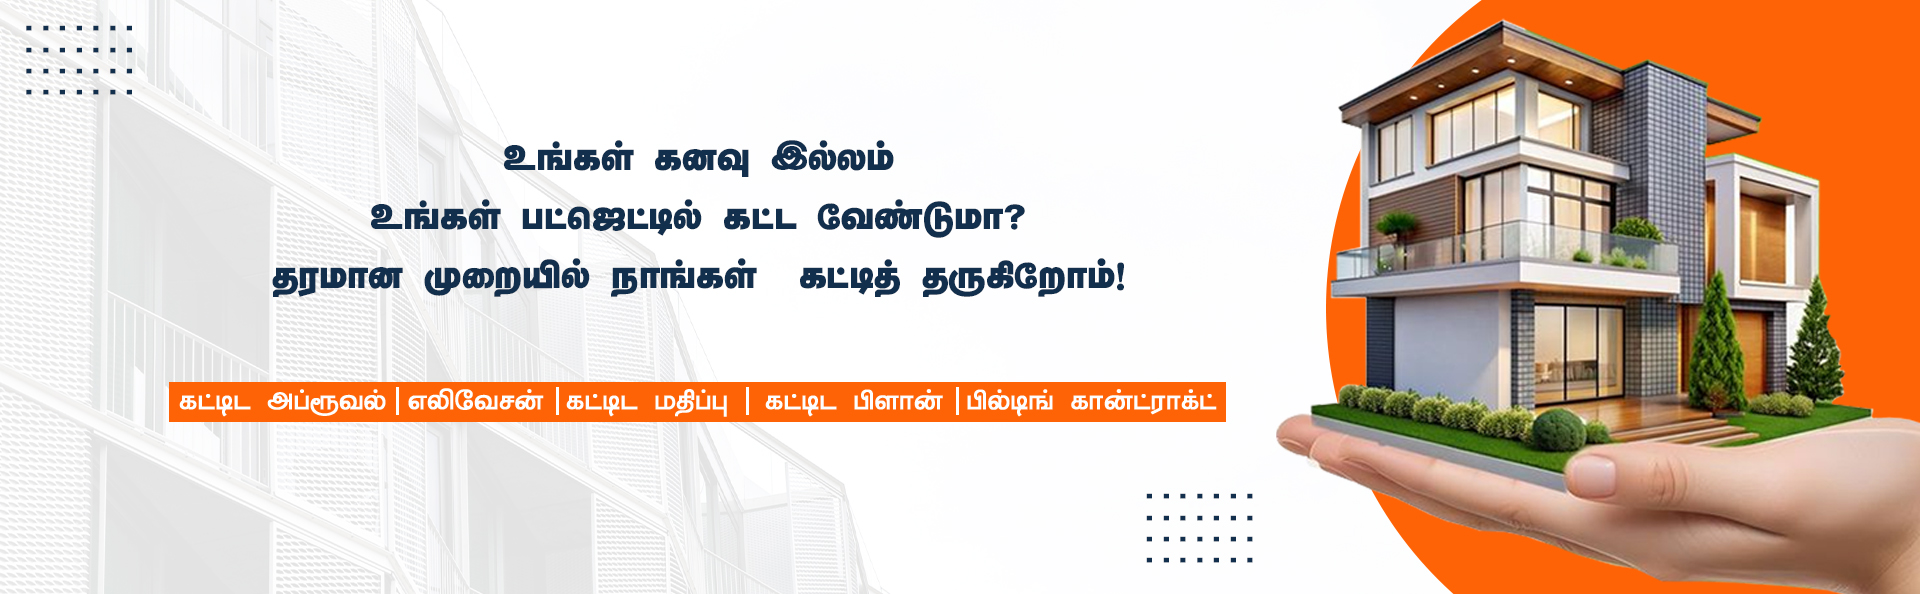 உங்கள் கனவு இல்லம்
உங்கள் பட்ஜெட்டில் கட்ட வேண்டுமா?
தரமான முறையில் நாங்கள் கட்டித் தருகிறோம்!
கட்டிட அப்ரூவல் | எலிவேசன் | கட்டிட மதிப்பு | கட்டிட பிளான் | பில்டிங் கான்ட்ராக்ட்